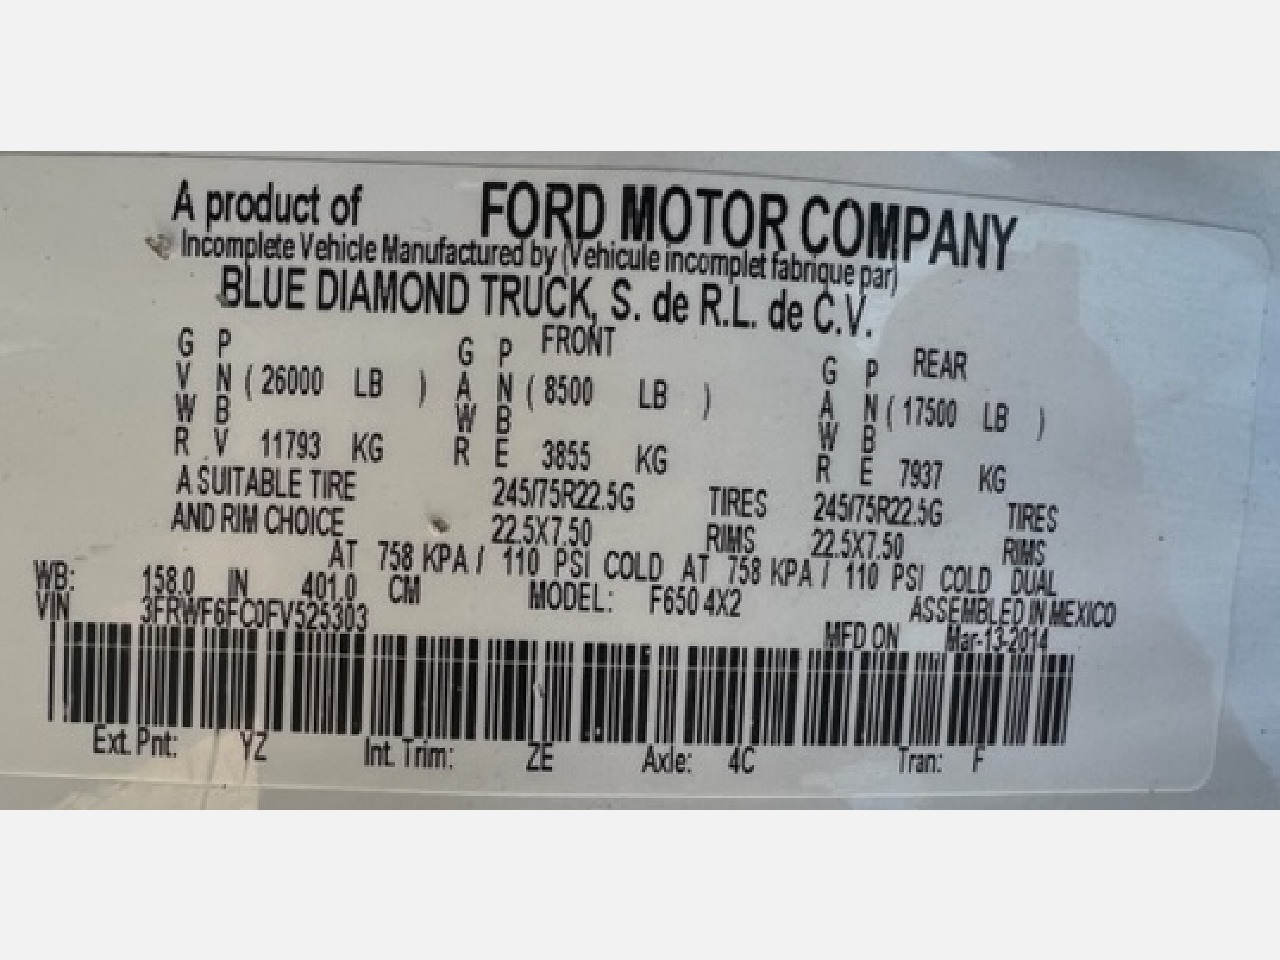 A product of FORD MOTOR COMPANY
Incomplete Vehicle Manufactured by (Vehicule incomplet fabrique par)
BLUE DIAMOND TRUCK, S. de R.L. de C.V.
G P G P FRONT G P REAR
V N ( 26000 LB ) A N ( 8500 LB ) A N ( 17500 LB )
W B W B W B
R V 11793 KG R E 3855 KG R E 7937 KG
A SUITABLE TIRE 245/75R22.5G TIRES 245/75R22.5G TIRES
AND RIM CHOICE 22.5X7.50 RIMS 22.5X7.50 RIMS
AT 758 KPA / 110 PSI COLD AT 758 KPA / 110 PSI COLD DUAL
WB: 158.0 IN 401.0 CM MODEL: F650 4X2 ASSEMBLED IN MEXICO
VIN 3FRWF6FC0FV525303 MFD ON Mar-13-2014
Ext. Pnt: YZ Int. Trim: ZE Axle: 4C Tran: F